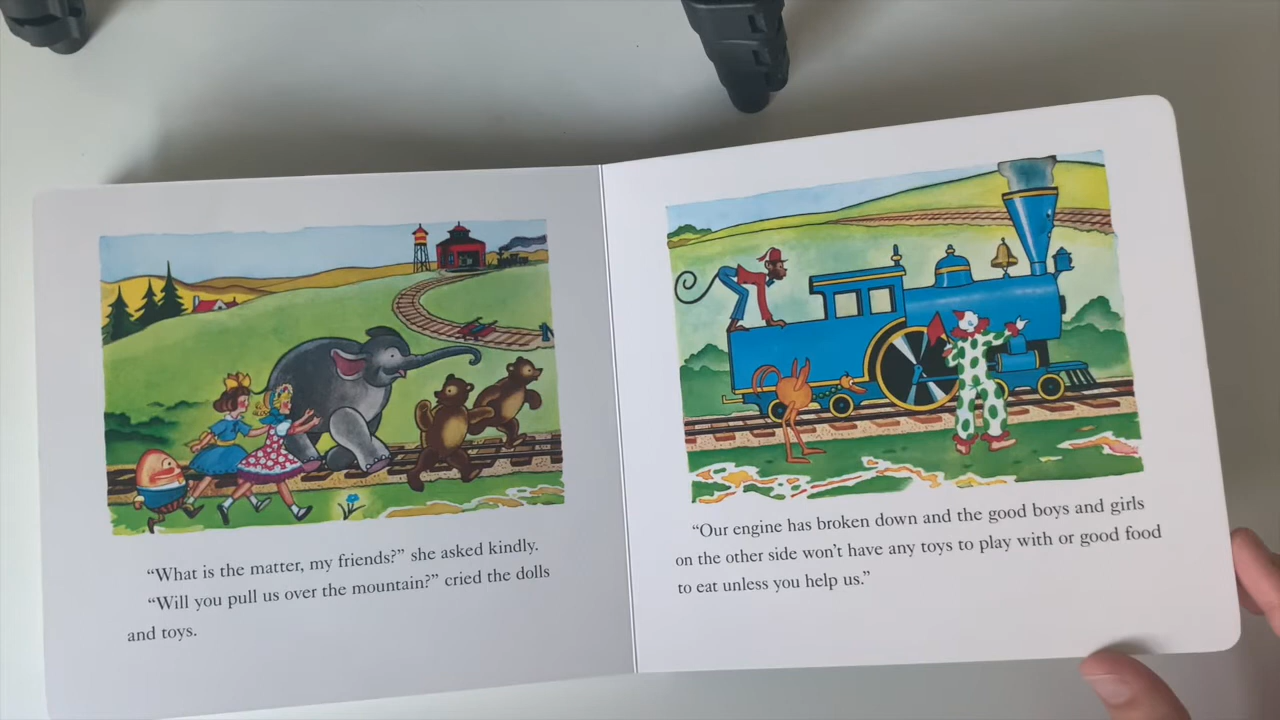 “What is the matter, my friends?” she asked kindly.
“Will you pull us over the mountain?” cried the dolls
and toys.
“Our engine has broken down and the good boys and girls
on the other side won’t have any toys to play with or good food
to eat unless you help us.”